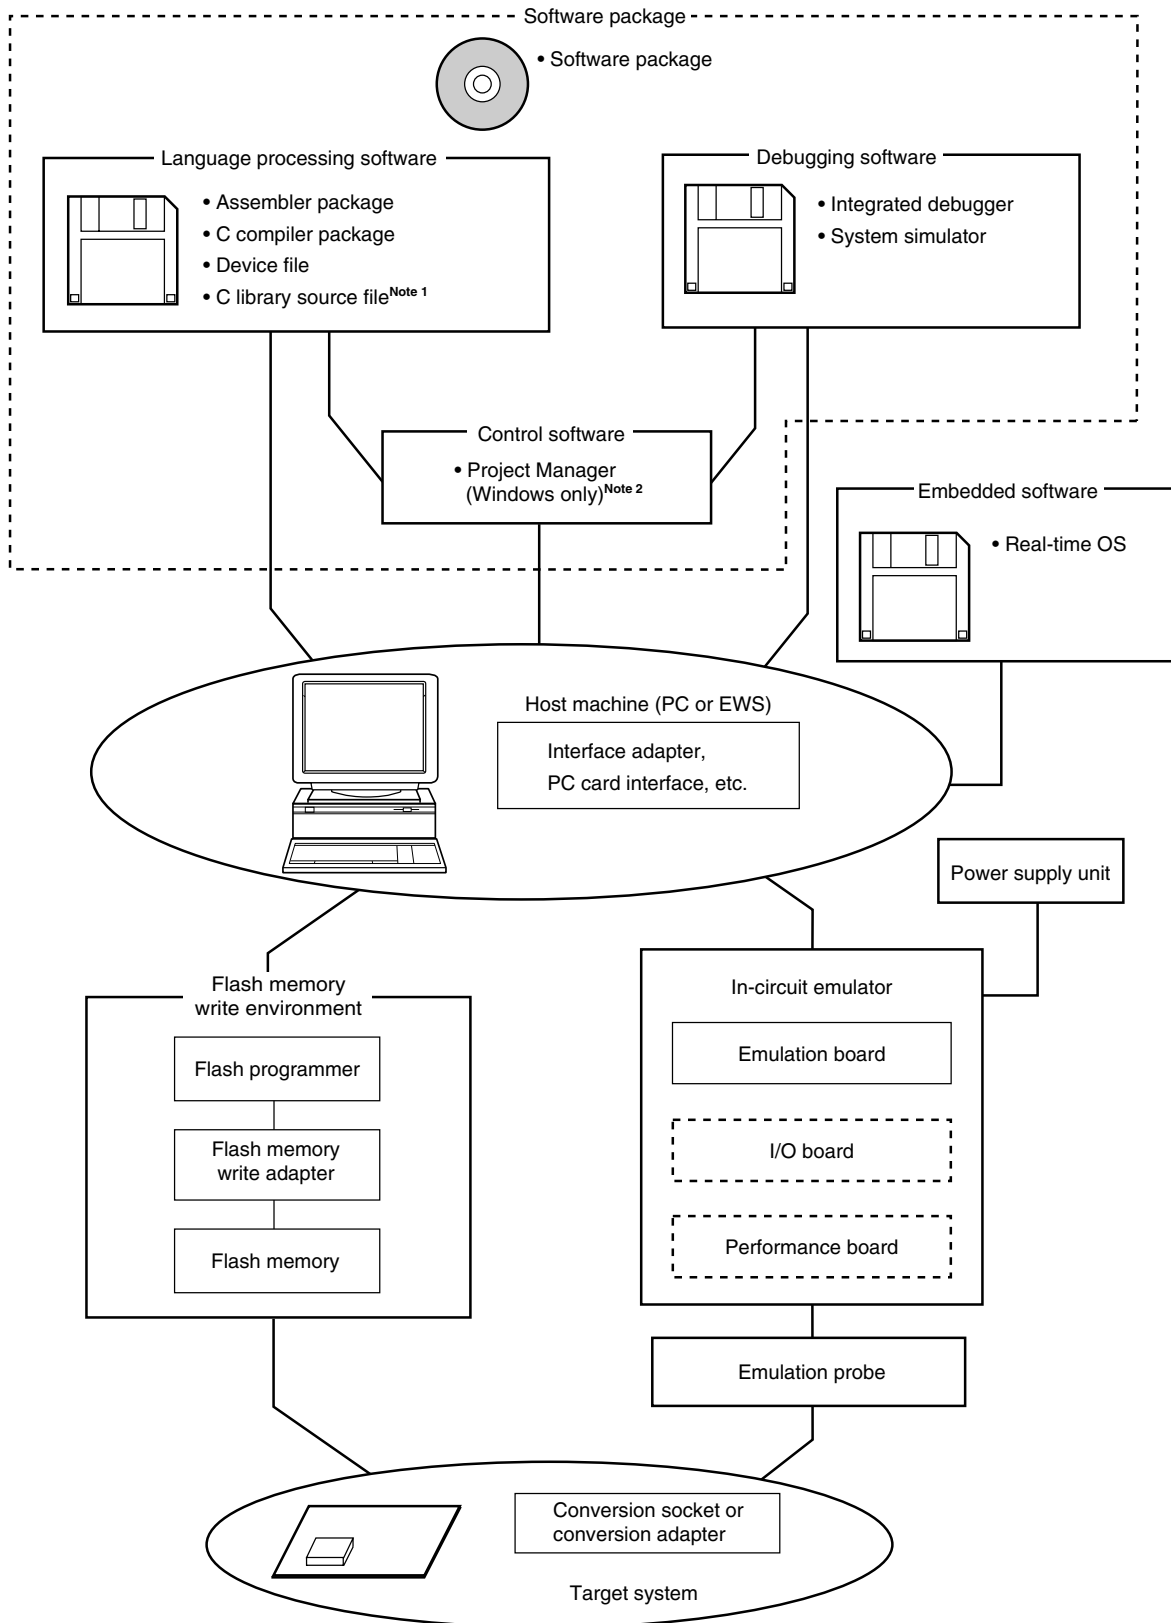 Software package
• Software package
Language processing software
• Assembler package
• C compiler package
• Device file
• C library source fileNote 1
Debugging software
• Integrated debugger
• System simulator
Control software
• Project Manager
(Windows only)Note 2
Embedded software
• Real-time OS
Host machine (PC or EWS)
Interface adapter,
PC card interface, etc.
Power supply unit
Flash memory
write environment
Flash programmer
Flash memory
write adapter
Flash memory
In-circuit emulator
Emulation board
I/O board
Performance board
Emulation probe
Conversion socket or
conversion adapter
Target system